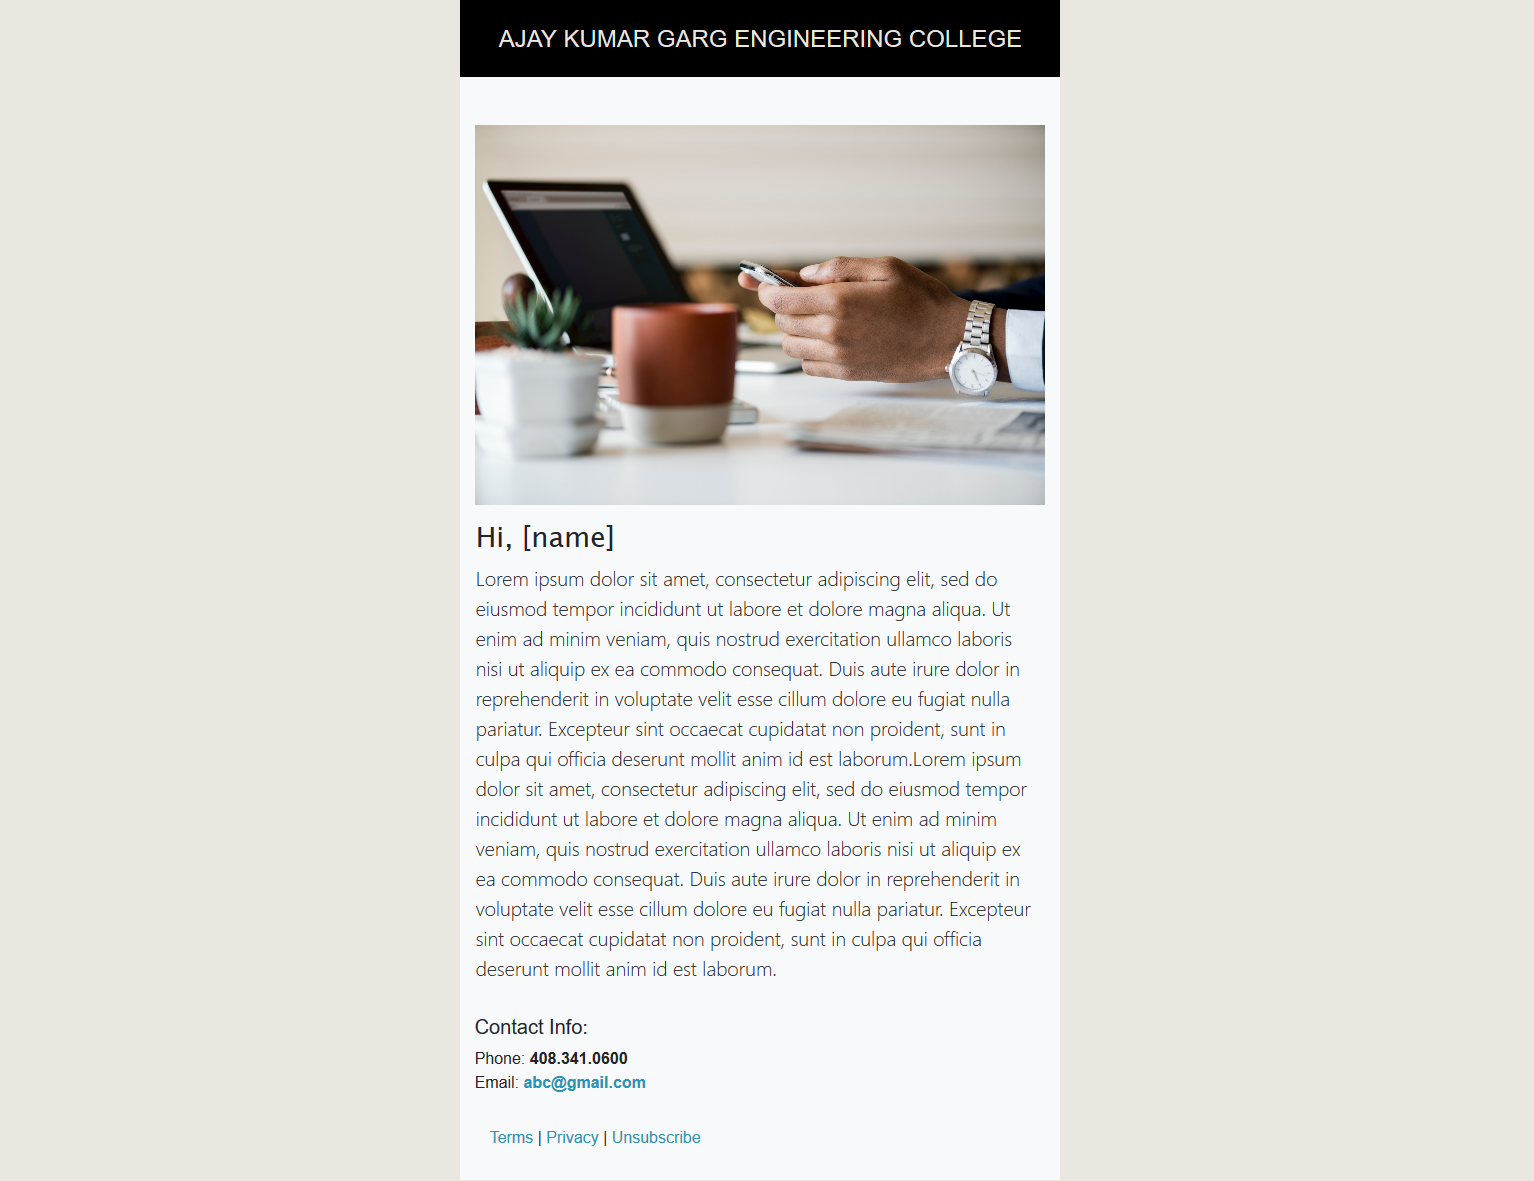 AJAY KUMAR GARG ENGINEERING COLLEGE
Hi, [name]
Lorem ipsum dolor sit amet, consectetur adipiscing elit, sed do
eiusmod tempor incididunt ut labore et dolore magna aliqua. Ut
enim ad minim veniam, quis nostrud exercitation ullamco laboris
nisi ut aliquip ex ea commodo consequat. Duis aute irure dolor in
reprehenderit in voluptate velit esse cillum dolore eu fugiat nulla
pariatur. Excepteur sint occaecat cupidatat non proident, sunt in
culpa qui officia deserunt mollit anim id est laborum.Lorem ipsum
dolor sit amet, consectetur adipiscing elit, sed do eiusmod tempor
incididunt ut labore et dolore magna aliqua. Ut enim ad minim
veniam, quis nostrud exercitation ullamco laboris nisi ut aliquip ex
ea commodo consequat. Duis aute irure dolor in reprehenderit in
voluptate velit esse cillum dolore eu fugiat nulla pariatur. Excepteur
sint occaecat cupidatat non proident, sunt in culpa qui officia
deserunt mollit anim id est laborum.
Contact Info:
Phone: 408.341.0600
Email: abc@gmail.com
Terms | Privacy | Unsubscribe